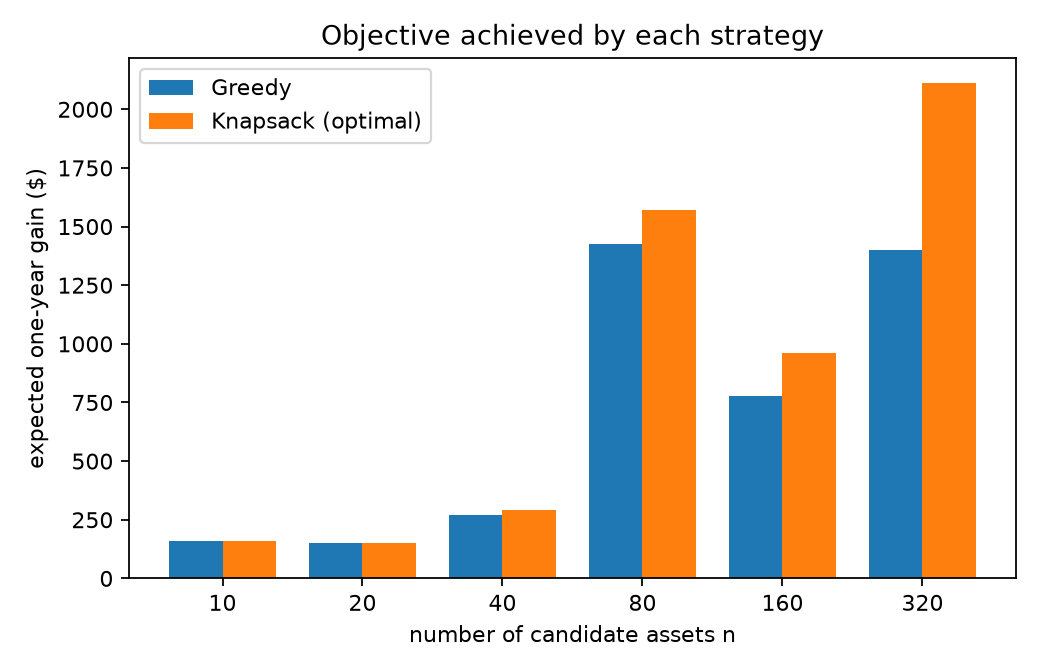 Objective achieved by each strategy
Greedy
Knapsack (optimal)
expected one-year gain ($)
2000
1750
1500
1250
1000
750
500
250
0
10 20 40 80 160 320
number of candidate assets n